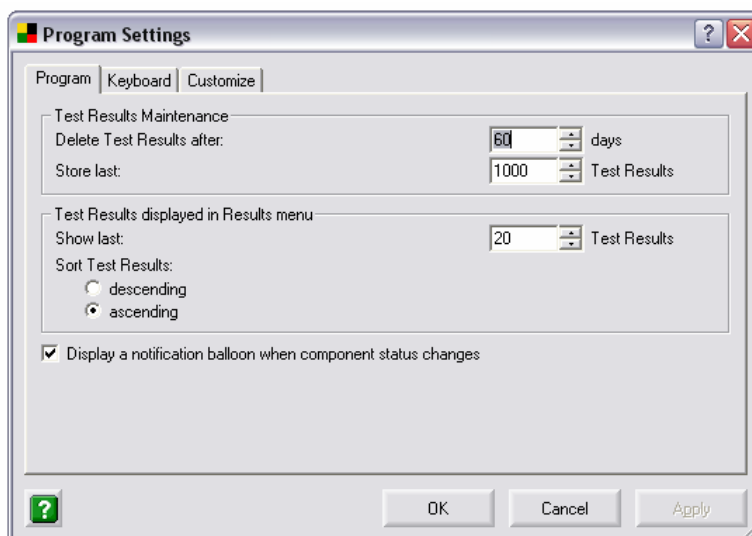 Program Settings
?
Program Keyboard Customize
Test Results Maintenance
Delete Test Results after: 60 days
Store last: 1000 Test Results
Test Results displayed in Results menu
Show last: 20 Test Results
Sort Test Results:
descending
ascending
Display a notification balloon when component status changes
? OK Cancel Apply